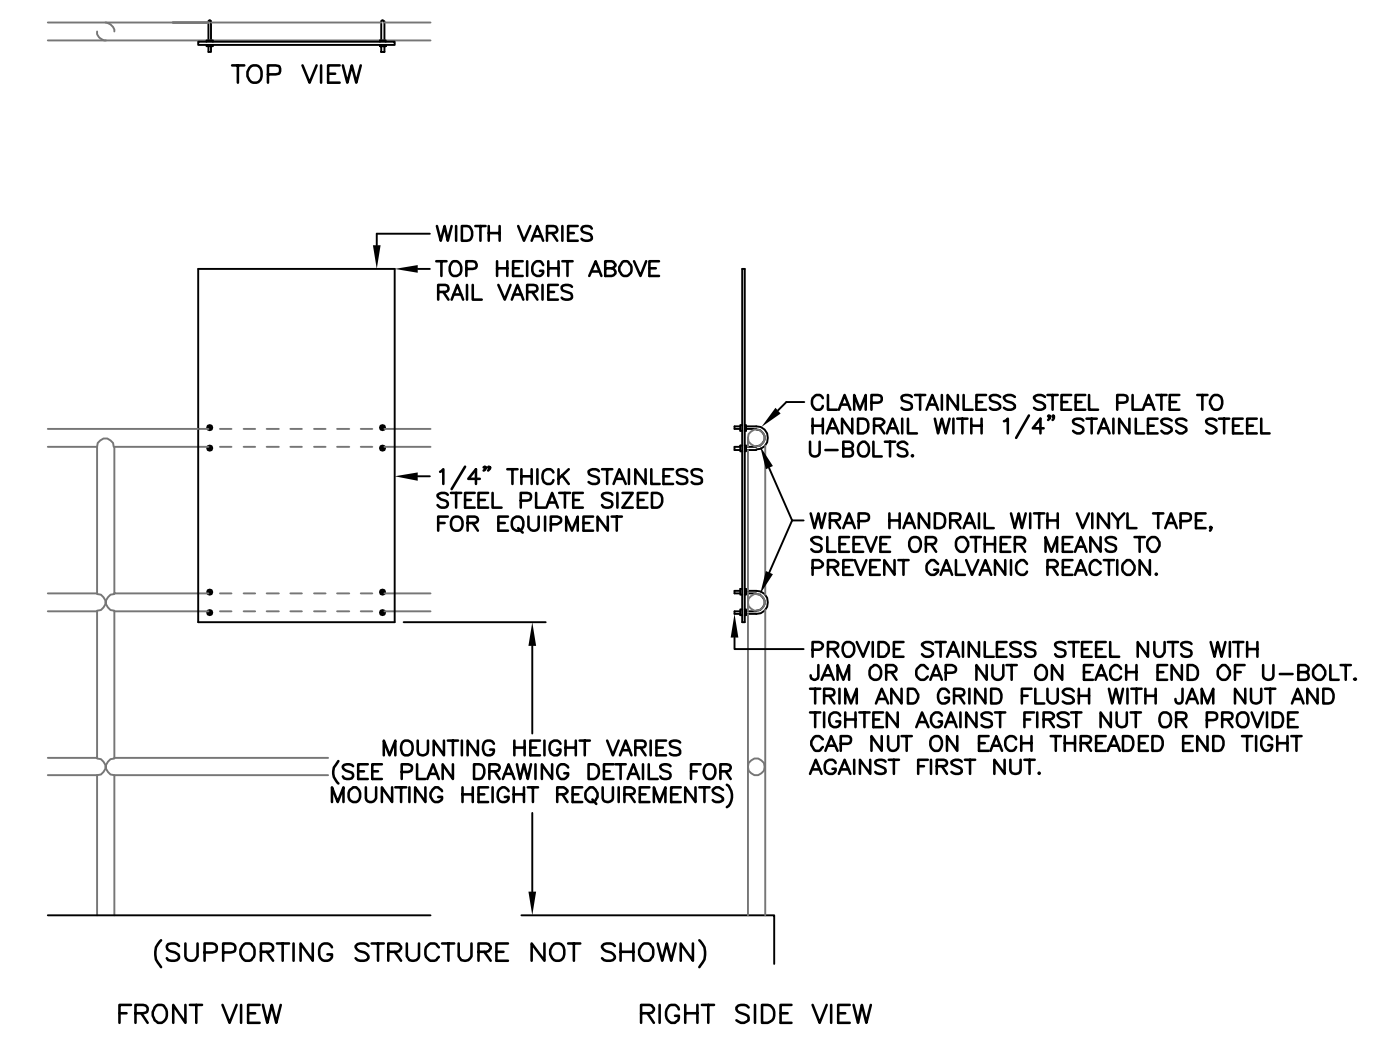 TOP VIEW
WIDTH VARIES
TOP HEIGHT ABOVE
RAIL VARIES
CLAMP STAINLESS STEEL PLATE TO
HANDRAIL WITH 1/4” STAINLESS STEEL
U-BOLTS.
1/4” THICK STAINLESS
STEEL PLATE SIZED
FOR EQUIPMENT
WRAP HANDRAIL WITH VINYL TAPE,
SLEEVE OR OTHER MEANS TO
PREVENT GALVANIC REACTION.
PROVIDE STAINLESS STEEL NUTS WITH
JAM OR CAP NUT ON EACH END OF U-BOLT.
TRIM AND GRIND FLUSH WITH JAM NUT AND
TIGHTEN AGAINST FIRST NUT OR PROVIDE
CAP NUT ON EACH THREADED END TIGHT
AGAINST FIRST NUT.
MOUNTING HEIGHT VARIES
(SEE PLAN DRAWING DETAILS FOR
MOUNTING HEIGHT REQUIREMENTS)
(SUPPORTING STRUCTURE NOT SHOWN)
FRONT VIEW
RIGHT SIDE VIEW